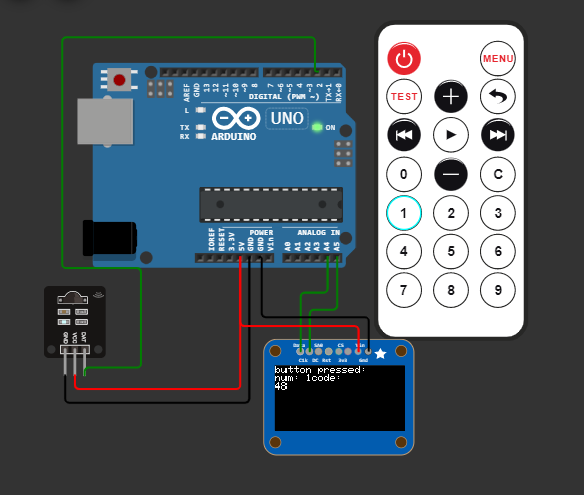 AREF
GND
13
12
~11
~10
~9
8
7
~6
~5
4
~3
2
TX→1
RX←0
DIGITAL (PWM ~)
L
TX
RX
UNO
ARDUINO
ON
IOREF
RESET
3.3V
5V
GND
GND
Vin
POWER
ANALOG IN
A0
A1
A2
A3
A4
A5
GND
VCC
DAT
Data
SA0
CS
Vin
Clk
DC
Rst
3v3
Gnd
button pressed:
num: 1code:
48
MENU
TEST
0
C
1
2
3
4
5
6
7
8
9